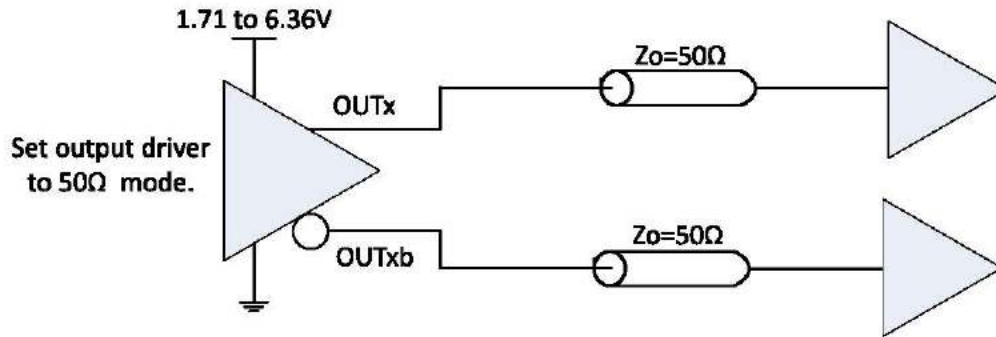 1.71 to 6.36V
OUTx
Zo=50Ω
Set output driver
to 50Ω mode.
OUTxb
Zo=50Ω